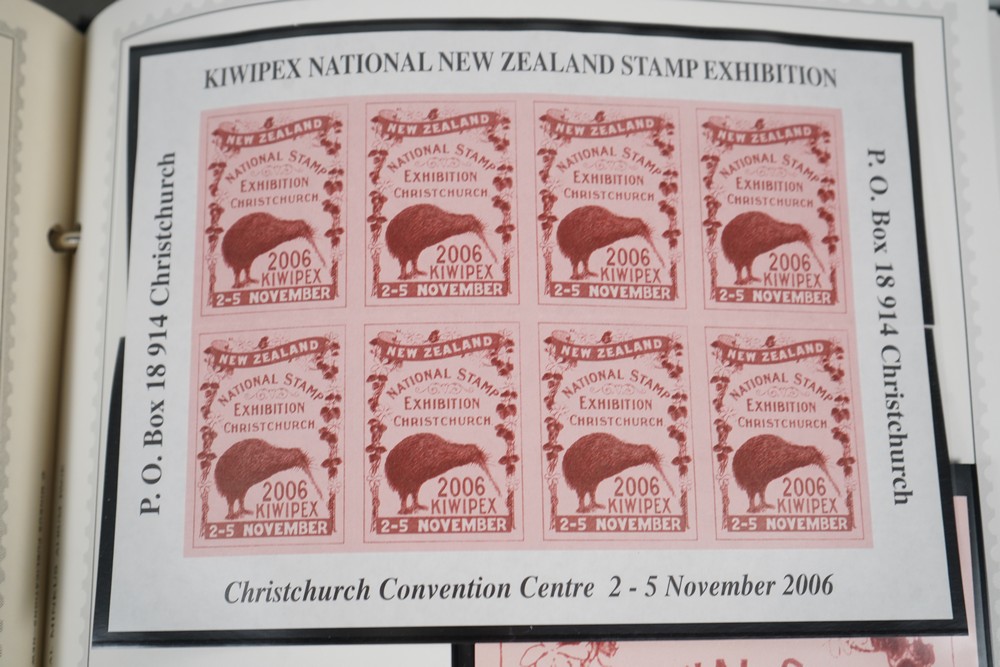 KIWIPEX NATIONAL NEW ZEALAND STAMP EXHIBITION
P. O. Box 18 914 Christchurch
NEW ZEALAND
NATIONAL STAMP
EXHIBITION
CHRISTCHURCH
2006
KIWIPEX
2-5 NOVEMBER
NEW ZEALAND
NATIONAL STAMP
EXHIBITION
CHRISTCHURCH
2006
KIWIPEX
2-5 NOVEMBER
NEW ZEALAND
NATIONAL STAMP
EXHIBITION
CHRISTCHURCH
2006
KIWIPEX
2-5 NOVEMBER
NEW ZEALAND
NATIONAL STAMP
EXHIBITION
CHRISTCHURCH
2006
KIWIPEX
2-5 NOVEMBER
NEW ZEALAND
NATIONAL STAMP
EXHIBITION
CHRISTCHURCH
2006
KIWIPEX
2-5 NOVEMBER
NEW ZEALAND
NATIONAL STAMP
EXHIBITION
CHRISTCHURCH
2006
KIWIPEX
2-5 NOVEMBER
NEW ZEALAND
NATIONAL STAMP
EXHIBITION
CHRISTCHURCH
2006
KIWIPEX
2-5 NOVEMBER
NEW ZEALAND
NATIONAL STAMP
EXHIBITION
CHRISTCHURCH
2006
KIWIPEX
2-5 NOVEMBER
P. O. Box 18 914 Christchurch
Christchurch Convention Centre 2 - 5 November 2006